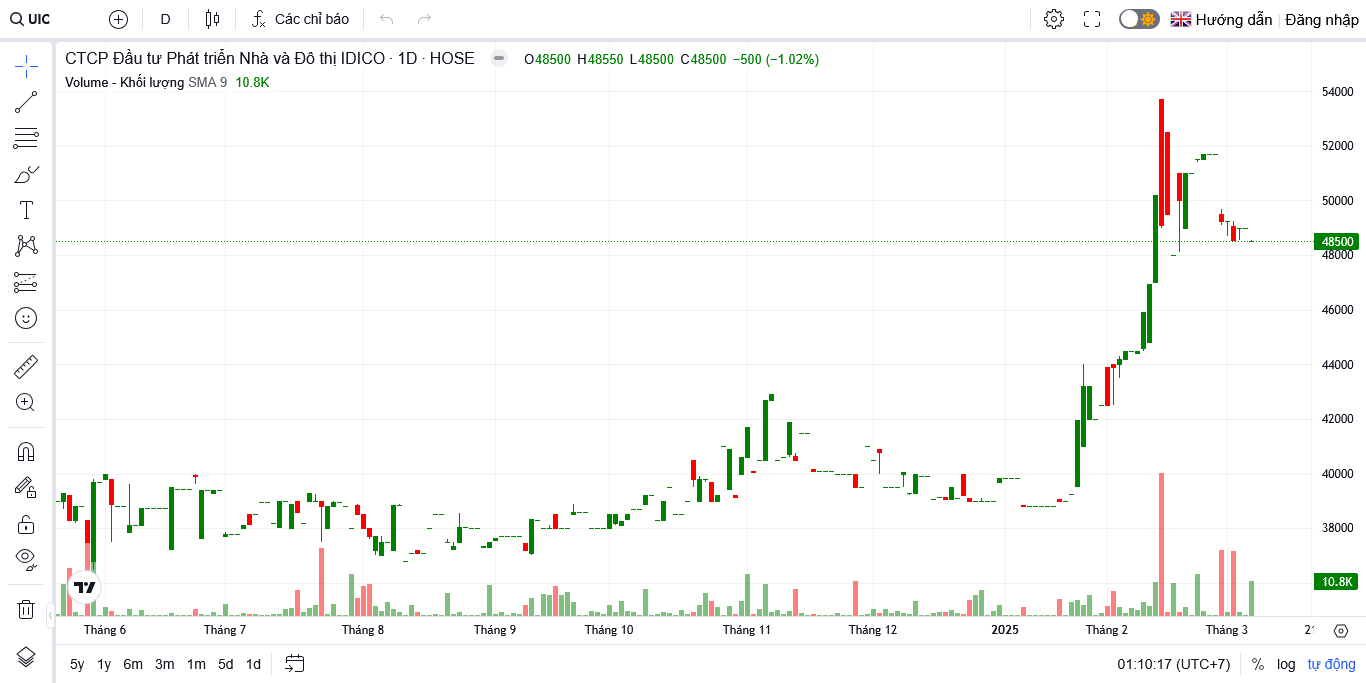 UIC D Các chỉ báo Hướng dẫn Đăng nhập
CTCP Đầu tư Phát triển Nhà và Đô thị IDICO · 1D · HOSE O48500 H48550 L48500 C48500 −500 (−1.02%)
Volume - Khối lượng SMA 9 10.8K
54000
52000
50000
48500
48000
46000
44000
42000
40000
38000
10.8K
Tháng 6 Tháng 7 Tháng 8 Tháng 9 Tháng 10 Tháng 11 Tháng 12 2025 Tháng 2 Tháng 3
5y 1y 6m 3m 1m 5d 1d 01:10:17 (UTC+7) % log tự động